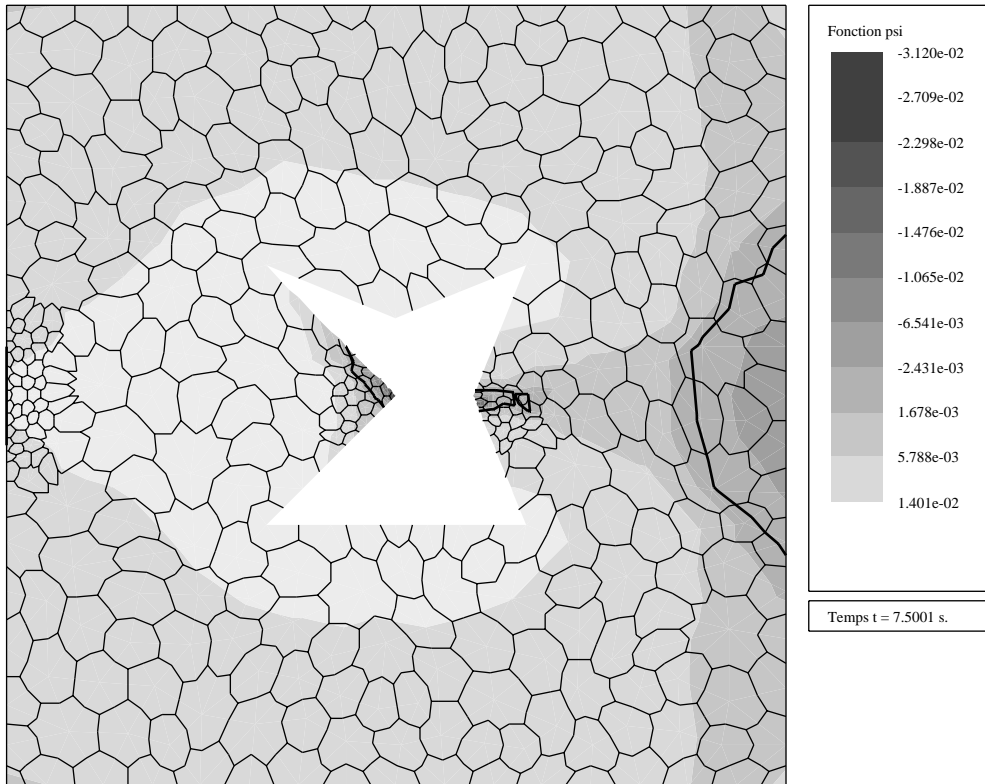 Fonction psi
-3.120e-02
-2.709e-02
-2.298e-02
-1.887e-02
-1.476e-02
-1.065e-02
-6.541e-03
-2.431e-03
1.678e-03
5.788e-03
1.401e-02
Temps t = 7.5001 s.